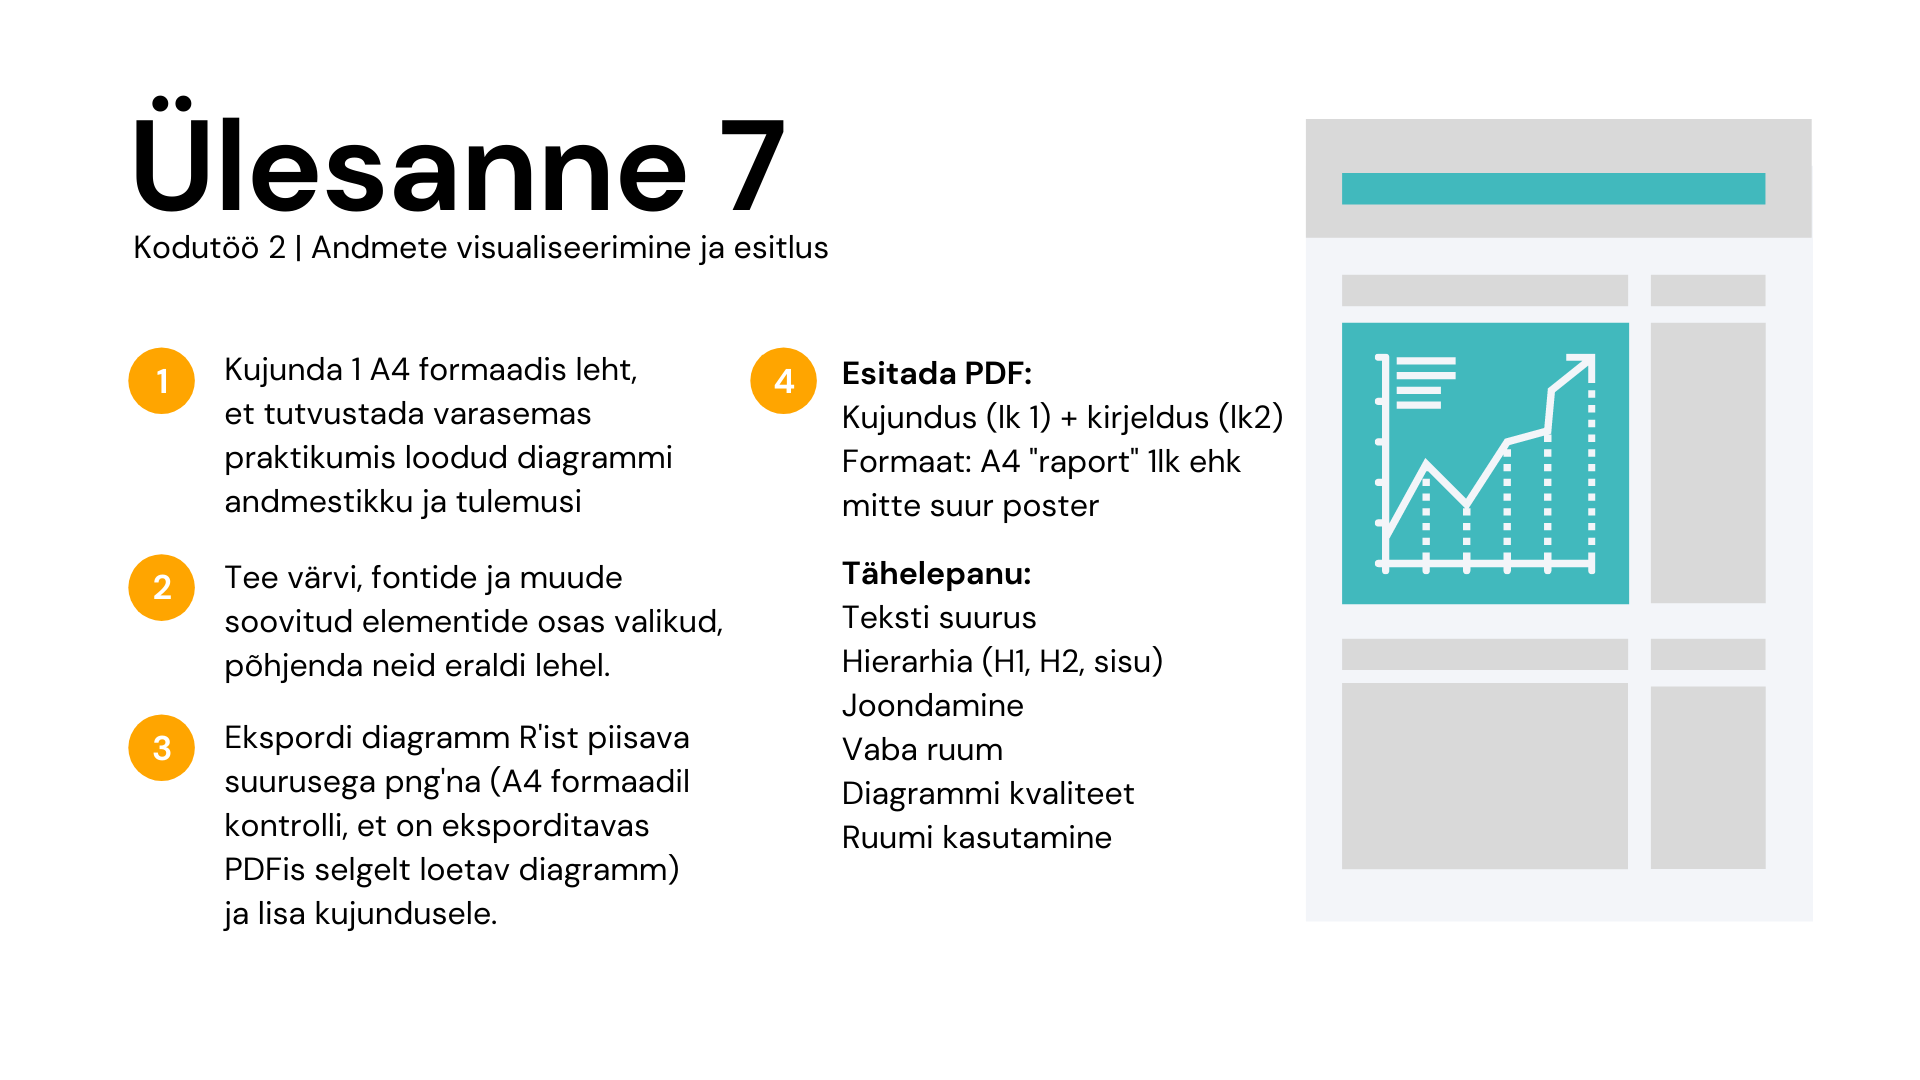 Ülesanne 7
Kodutöö 2 | Andmete visualiseerimine ja esitlus
1
Kujunda 1 A4 formaadis leht,
et tutvustada varasemas
praktikumis loodud diagrammi
andmestikku ja tulemusi
2
Tee värvi, fontide ja muude
soovitud elementide osas valikud,
põhjenda neid eraldi lehel.
3
Ekspordi diagramm R'ist piisava
suurusega png'na (A4 formaadil
kontrolli, et on eksporditavas
PDFis selgelt loetav diagramm)
ja lisa kujundusele.
4
Esitada PDF:
Kujundus (lk 1) + kirjeldus (lk2)
Formaat: A4 "raport" 1lk ehk
mitte suur poster
Tähelepanu:
Teksti suurus
Hierarhia (H1, H2, sisu)
Joondamine
Vaba ruum
Diagrammi kvaliteet
Ruumi kasutamine